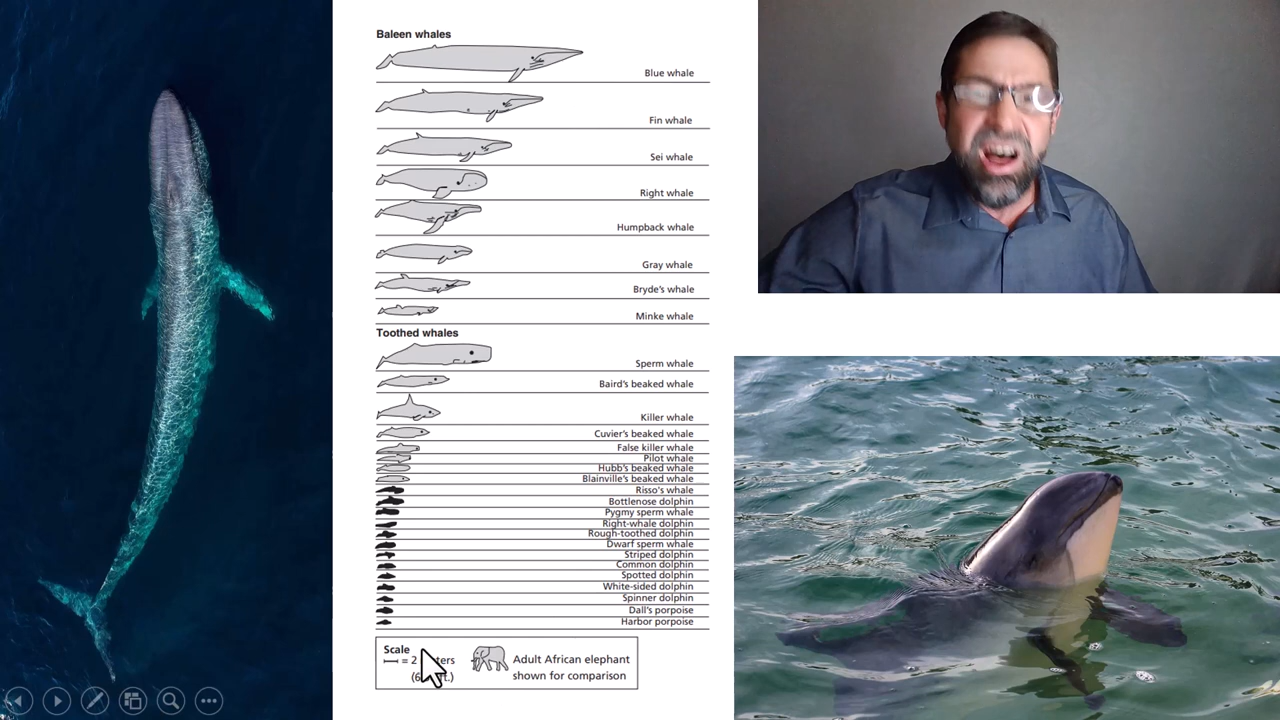 Baleen whales
Blue whale
Fin whale
Sei whale
Right whale
Humpback whale
Gray whale
Bryde's whale
Minke whale
Toothed whales
Sperm whale
Baird's beaked whale
Killer whale
Cuvier's beaked whale
False killer whale
Pilot whale
Hubb's beaked whale
Blainville's beaked whale
Risso's whale
Bottlenose dolphin
Pygmy sperm whale
Right-whale dolphin
Rough-toothed dolphin
Dwarf sperm whale
Striped dolphin
Common dolphin
Spotted dolphin
White-sided dolphin
Spinner dolphin
Dall's porpoise
Harbor porpoise
Scale
= 2
Adult African elephant
shown for comparison